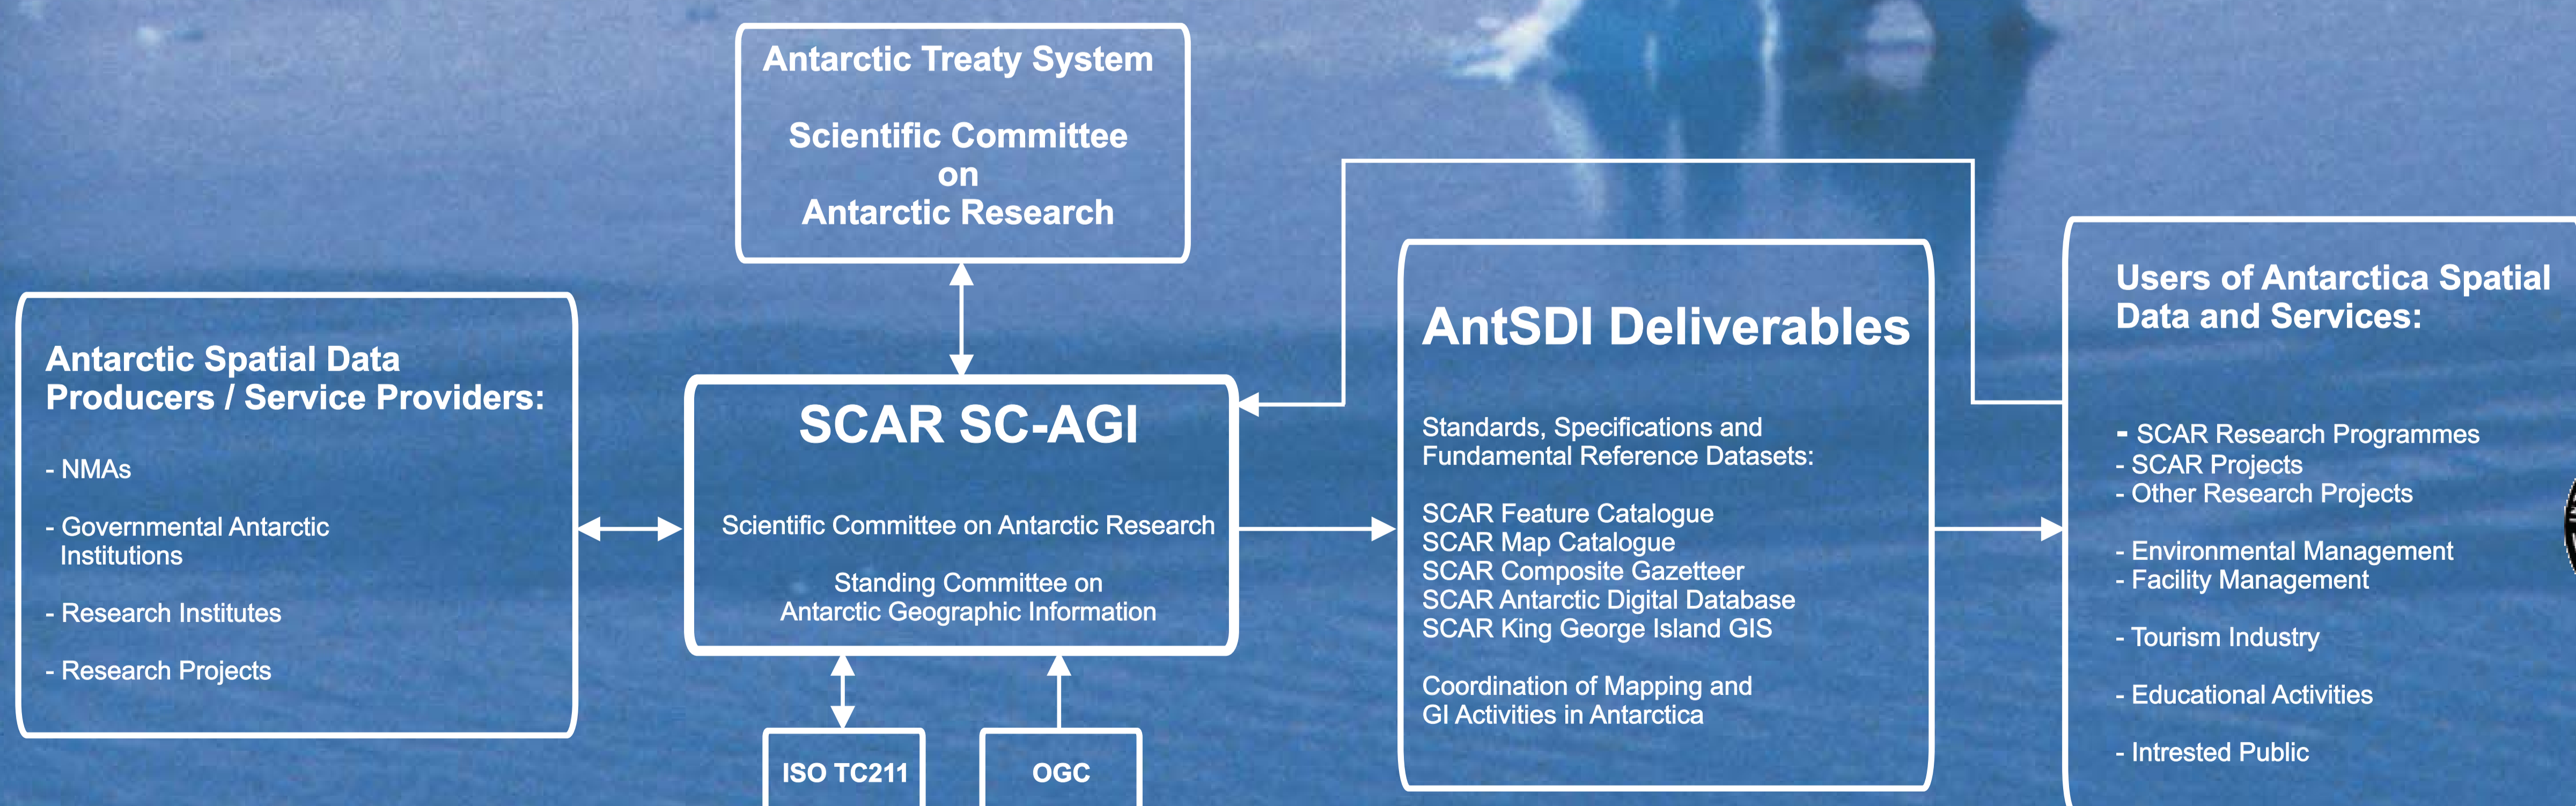 Antarctic Treaty System
Scientific Committee
on
Antarctic Research
Antarctic Spatial Data
Producers / Service Providers:
- NMAs
- Governmental Antarctic
Institutions
- Research Institutes
- Research Projects
SCAR SC-AGI
Scientific Committee on Antarctic Research
Standing Committee on
Antarctic Geographic Information
ISO TC211
OGC
AntSDI Deliverables
Standards, Specifications and
Fundamental Reference Datasets:
SCAR Feature Catalogue
SCAR Map Catalogue
SCAR Composite Gazetteer
SCAR Antarctic Digital Database
SCAR King George Island GIS
Coordination of Mapping and
GI Activities in Antarctica
Users of Antarctica Spatial
Data and Services:
- SCAR Research Programmes
- SCAR Projects
- Other Research Projects
- Environmental Management
- Facility Management
- Tourism Industry
- Educational Activities
- Intrested Public